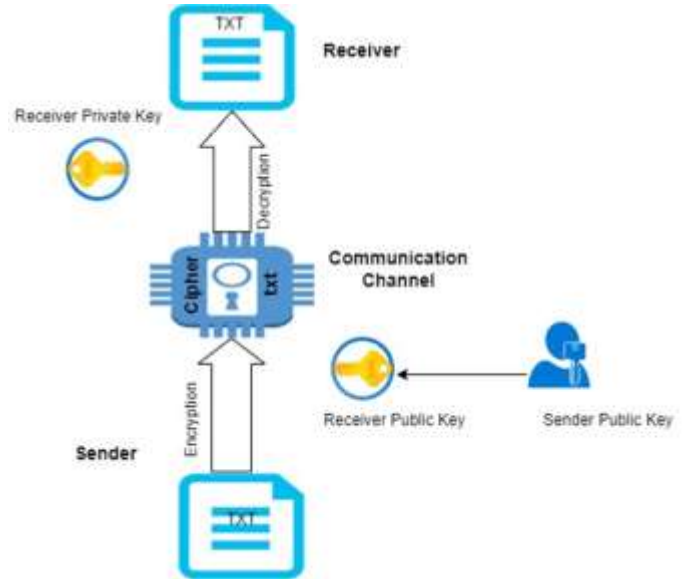 TXT
Receiver
Receiver Private Key
Decryption
Cipher
txt
Communication
Channel
Encryption
Receiver Public Key
Sender Public Key
Sender
TXT